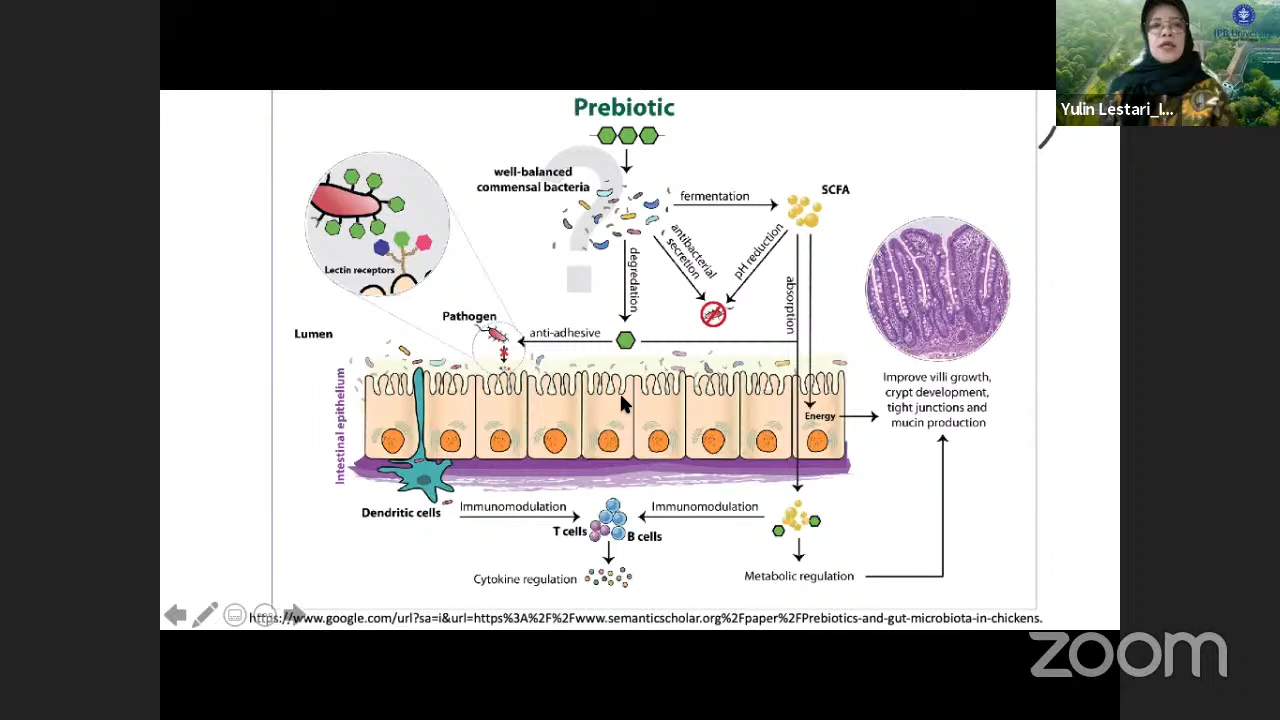 IPB University
Yulin Lestari_I...
Prebiotic
well-balanced
commensal bacteria
fermentation
SCFA
antibacterial
secretion
pH reduction
degradation
absorption
Lectin receptors
Pathogen
anti-adhesive
Lumen
Intestinal epithelium
Energy
Improve villi growth,
crypt development,
tight junctions and
mucin production
Dendritic cells
Immunomodulation
T cells
B cells
Immunomodulation
Cytokine regulation
Metabolic regulation
https://www.google.com/url?sa=i&url=https%3A%2F%2Fwww.semanticscholar.org%2Fpaper%2FPrebiotics-and-gut-microbiota-in-chickens.
zoom